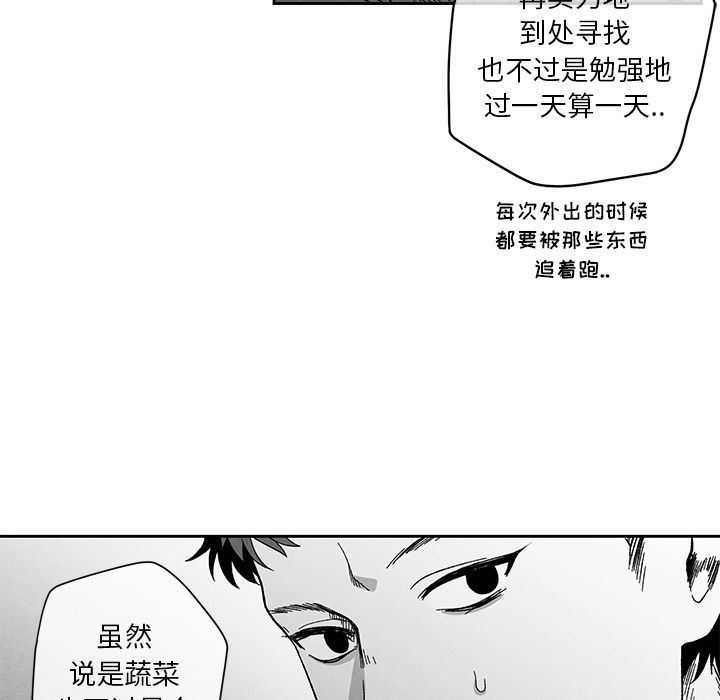 到处寻找
也不过是勉强地
过一天算一天..
每次外出的时候
都要被那些东西
追着跑..
虽然
说是蔬菜